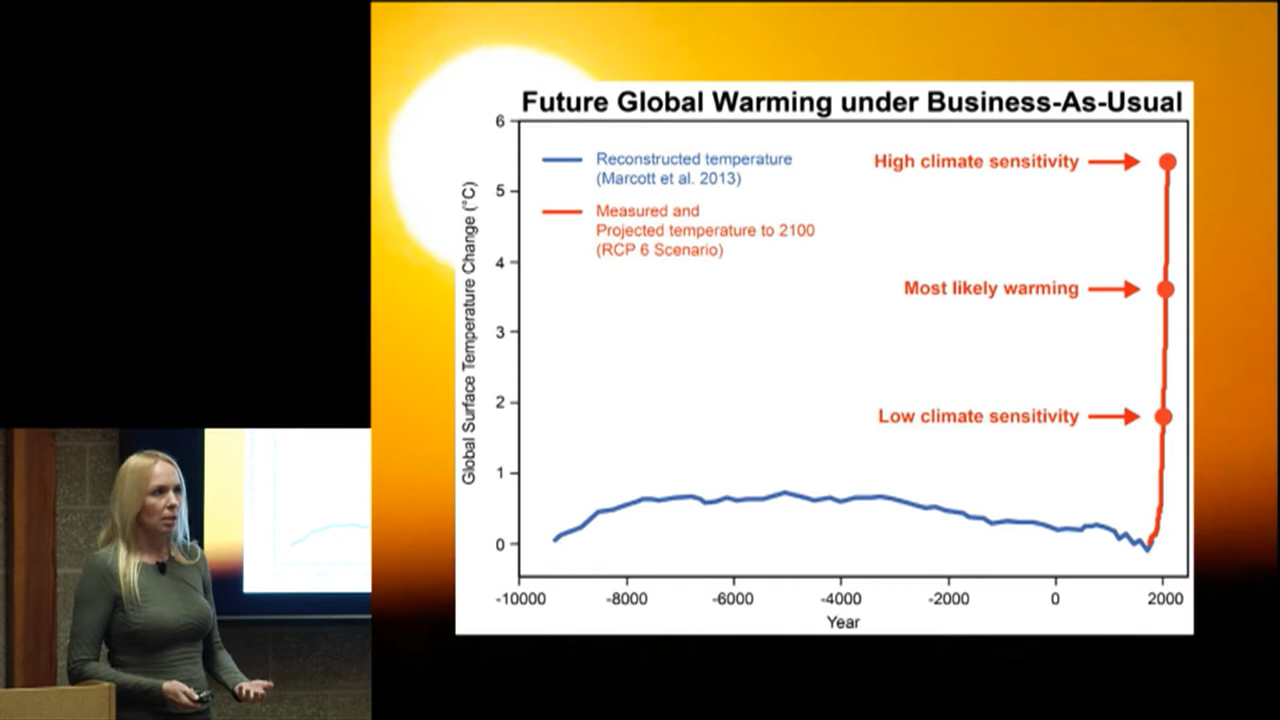 Future Global Warming under Business-As-Usual
6
5
4
3
2
1
0
Global Surface Temperature Change (°C)
Reconstructed temperature
(Marcott et al. 2013)
Measured and
Projected temperature to 2100
(RCP 6 Scenario)
High climate sensitivity
Most likely warming
Low climate sensitivity
-10000 -8000 -6000 -4000 -2000 0 2000
Year